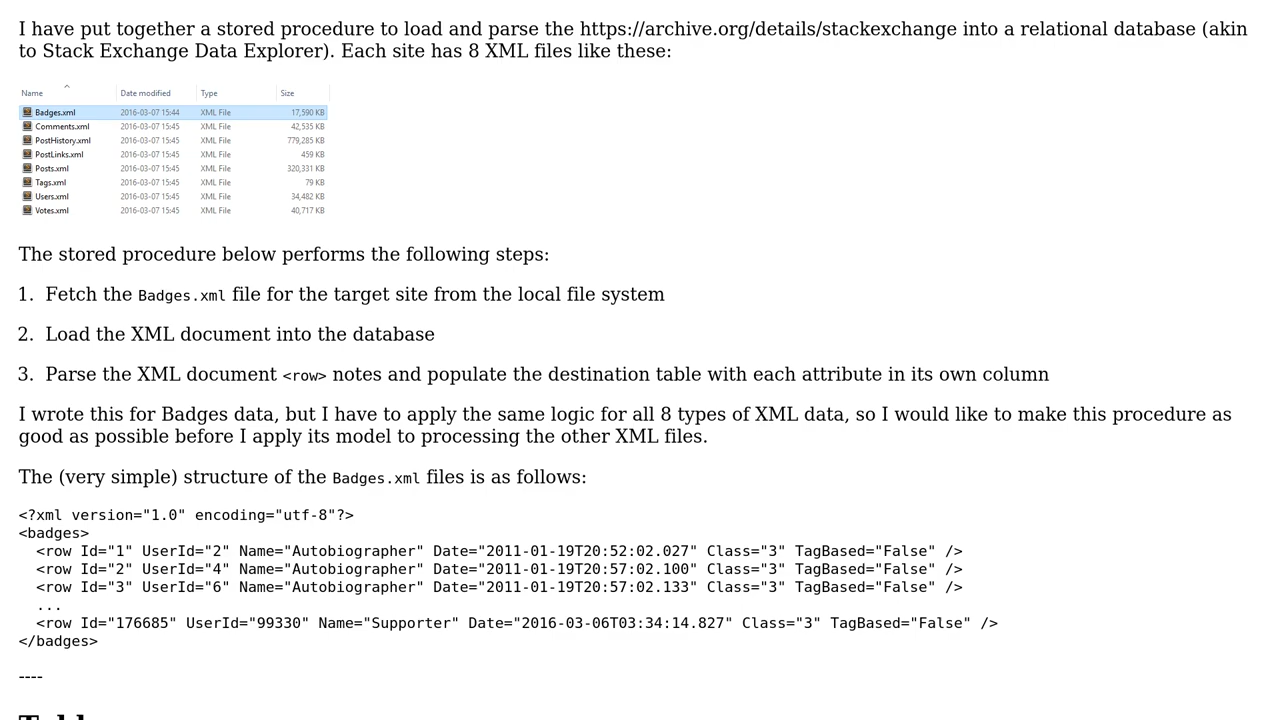 I have put together a stored procedure to load and parse the https://archive.org/details/stackexchange into a relational database (akin
to Stack Exchange Data Explorer). Each site has 8 XML files like these:
Name Date modified Type Size
Badges.xml 2016-03-07 15:44 XML File 17,590 KB
Comments.xml 2016-03-07 15:45 XML File 42,535 KB
PostHistory.xml 2016-03-07 15:45 XML File 779,285 KB
PostLinks.xml 2016-03-07 15:45 XML File 459 KB
Posts.xml 2016-03-07 15:45 XML File 320,331 KB
Tags.xml 2016-03-07 15:45 XML File 79 KB
Users.xml 2016-03-07 15:45 XML File 34,482 KB
Votes.xml 2016-03-07 15:45 XML File 40,717 KB
The stored procedure below performs the following steps:
1. Fetch the Badges.xml file for the target site from the local file system
2. Load the XML document into the database
3. Parse the XML document <row> notes and populate the destination table with each attribute in its own column
I wrote this for Badges data, but I have to apply the same logic for all 8 types of XML data, so I would like to make this procedure as
good as possible before I apply its model to processing the other XML files.
The (very simple) structure of the Badges.xml files is as follows:
<?xml version="1.0" encoding="utf-8"?>
<badges>
<row Id="1" UserId="2" Name="Autobiographer" Date="2011-01-19T20:52:02.027" Class="3" TagBased="False" />
<row Id="2" UserId="4" Name="Autobiographer" Date="2011-01-19T20:57:02.100" Class="3" TagBased="False" />
<row Id="3" UserId="6" Name="Autobiographer" Date="2011-01-19T20:57:02.133" Class="3" TagBased="False" />
...
<row Id="176685" UserId="99330" Name="Supporter" Date="2016-03-06T03:34:14.827" Class="3" TagBased="False" />
</badges>
----